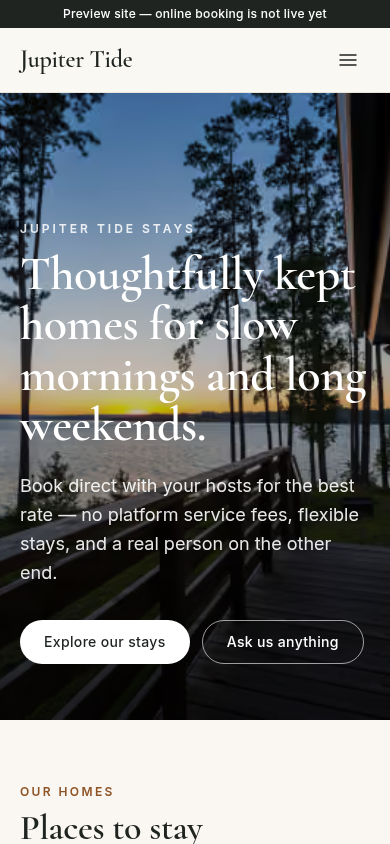 Preview site — online booking is not live yet
Jupiter Tide
JUPITER TIDE STAYS
Thoughtfully kept
homes for slow
mornings and long
weekends.
Book direct with your hosts for the best
rate — no platform service fees, flexible
stays, and a real person on the other
end.
Explore our stays
Ask us anything
OUR HOMES
Places to stay